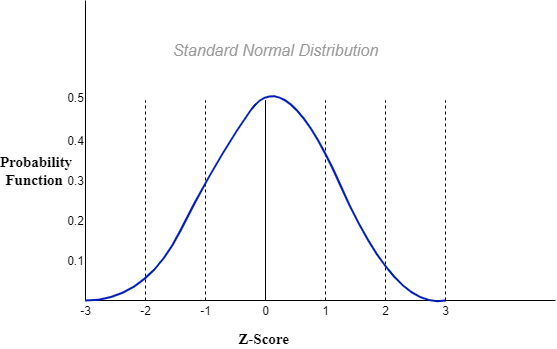 Standard Normal Distribution
0.5
0.4
Probability
Function
0.3
0.2
0.1
-3 -2 -1 0 1 2 3
Z-Score